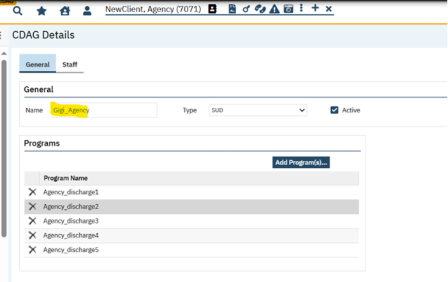 NewClient, Agency (7071)
CDAG Details
General Staff
General
Name Gigi_Agency Type SUD Active
Programs
Add Program(s)...
Program Name
Agency_discharge1
Agency_discharge2
Agency_discharge3
Agency_discharge4
Agency_discharge5